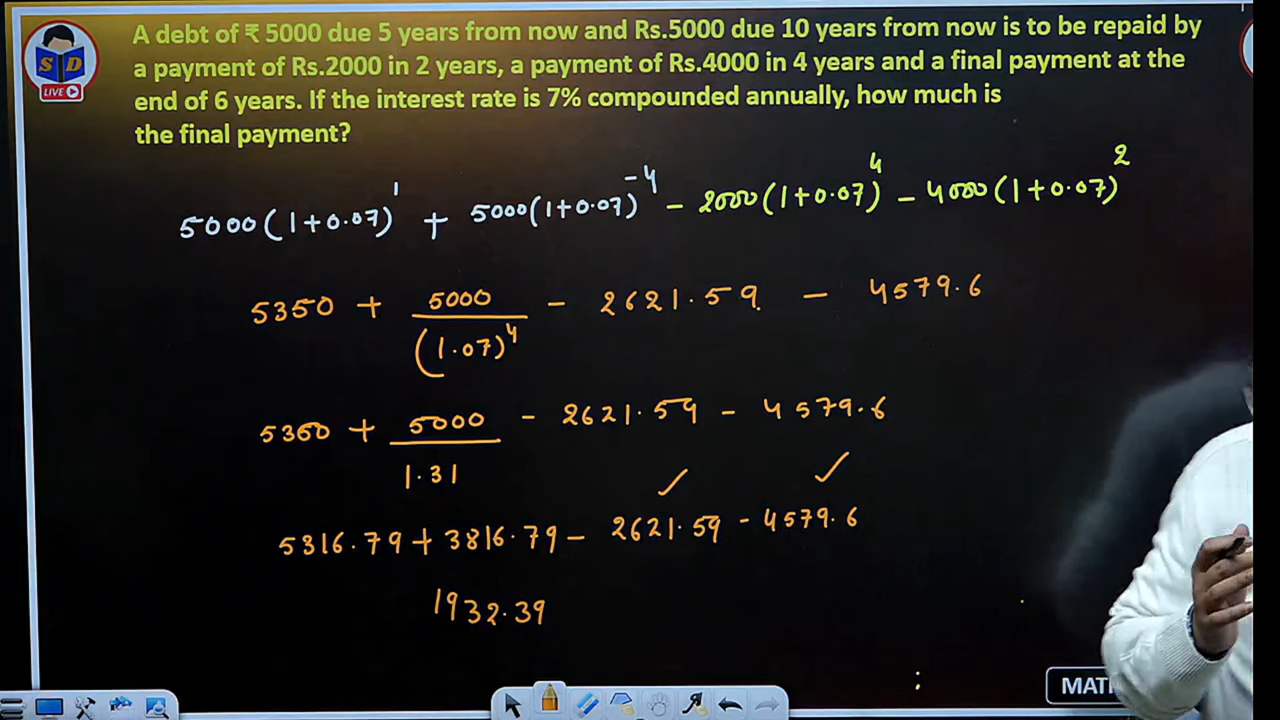 A debt of ₹ 5000 due 5 years from now and Rs.5000 due 10 years from now is to be repaid by
a payment of Rs.2000 in 2 years, a payment of Rs.4000 in 4 years and a final payment at the
end of 6 years. If the interest rate is 7% compounded annually, how much is
the final payment?
SD
LIVE
5000(1+0.07)^1 + 5000(1+0.07)^-4 - 2000(1+0.07)^4 - 4000(1+0.07)^2
5350 + 5000/(1.07)^4 - 2621.59 - 4579.6
5350 + 5000/1.31 - 2621.59 - 4579.6
5316.79 + 3816.79 - 2621.59 - 4579.6
1932.39